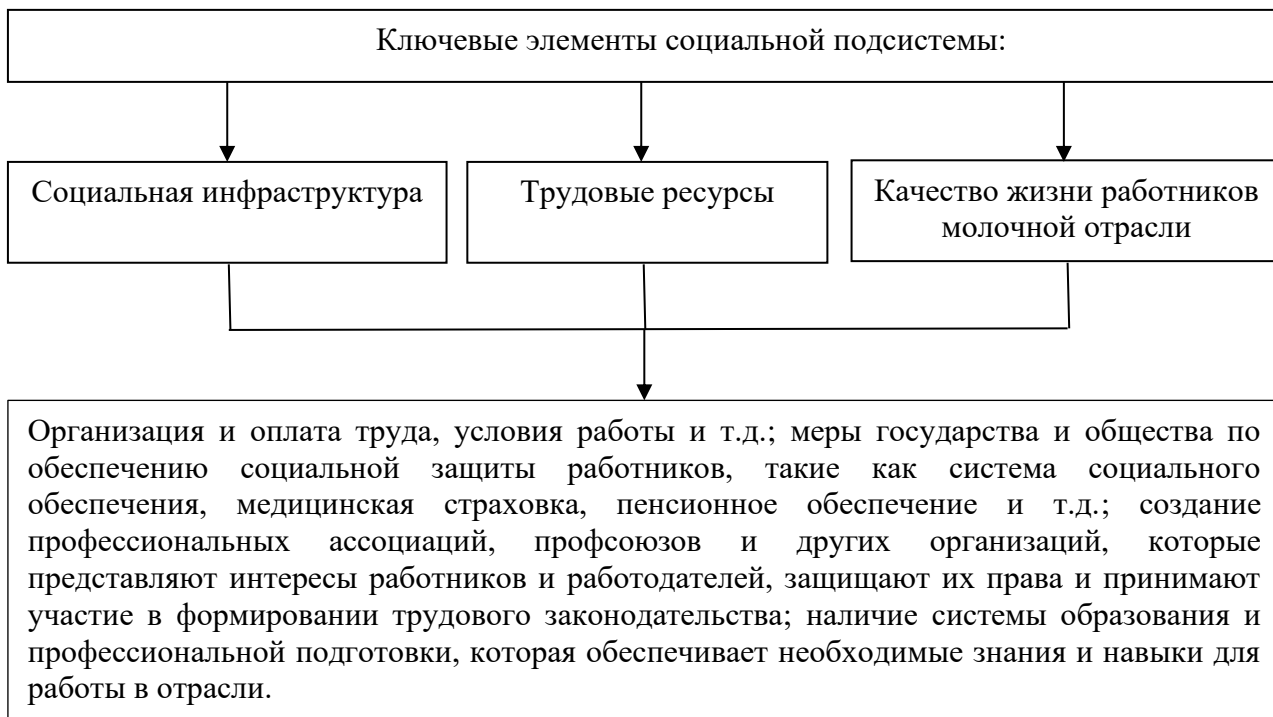 Ключевые элементы социальной подсистемы:
Социальная инфраструктура
Трудовые ресурсы
Качество жизни работников
молочной отрасли
Организация и оплата труда, условия работы и т.д.; меры государства и общества по
обеспечению социальной защиты работников, такие как система социального
обеспечения, медицинская страховка, пенсионное обеспечение и т.д.; создание
профессиональных ассоциаций, профсоюзов и других организаций, которые
представляют интересы работников и работодателей, защищают их права и принимают
участие в формировании трудового законодательства; наличие системы образования и
профессиональной подготовки, которая обеспечивает необходимые знания и навыки для
работы в отрасли.